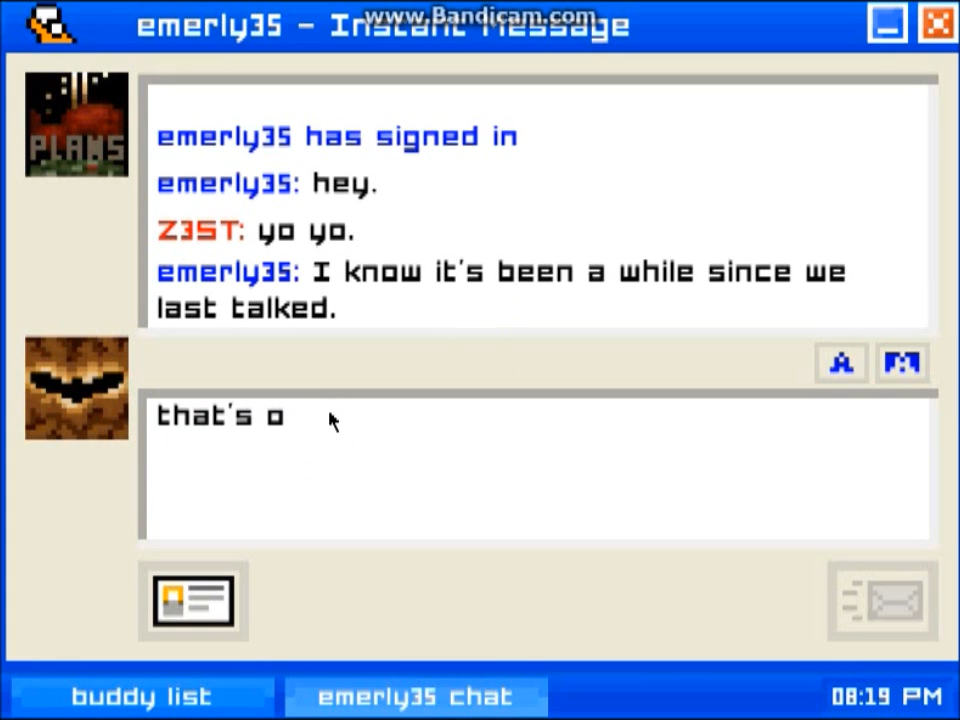 www.Bandicam.com
emerly35 - Instant Message
PLANS
emerly35 has signed in
emerly35: hey.
Z3ST: yo yo.
emerly35: I know it's been a while since we
last talked.
A
that's o
buddy list
emerly35 chat
08:19 PM